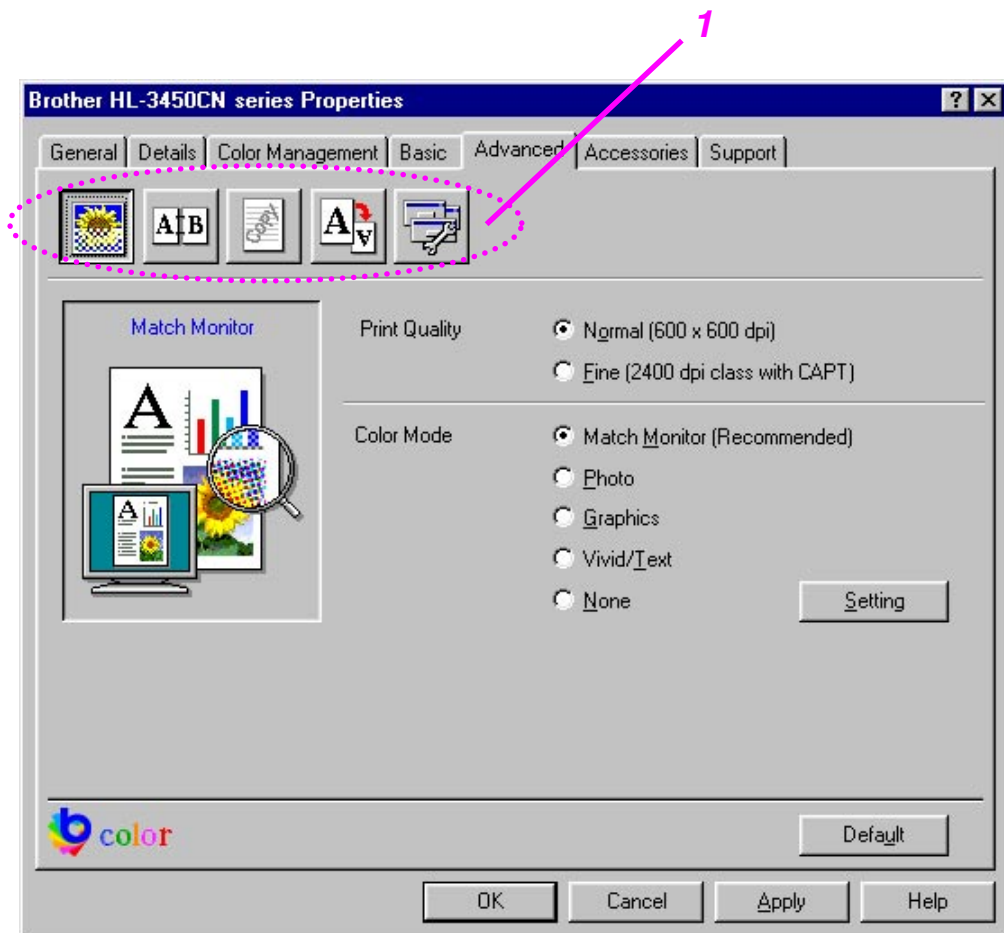 1
Brother HL-3450CN series Properties
General Details Color Management Basic Advanced Accessories Support
A B
COPY
A A
Match Monitor
A
A
Print Quality
Normal (600 x 600 dpi)
Fine (2400 dpi class with CAPT)
Color Mode
Match Monitor (Recommended)
Photo
Graphics
Vivid/Text
None
Setting
b color
Default
OK Cancel Apply Help